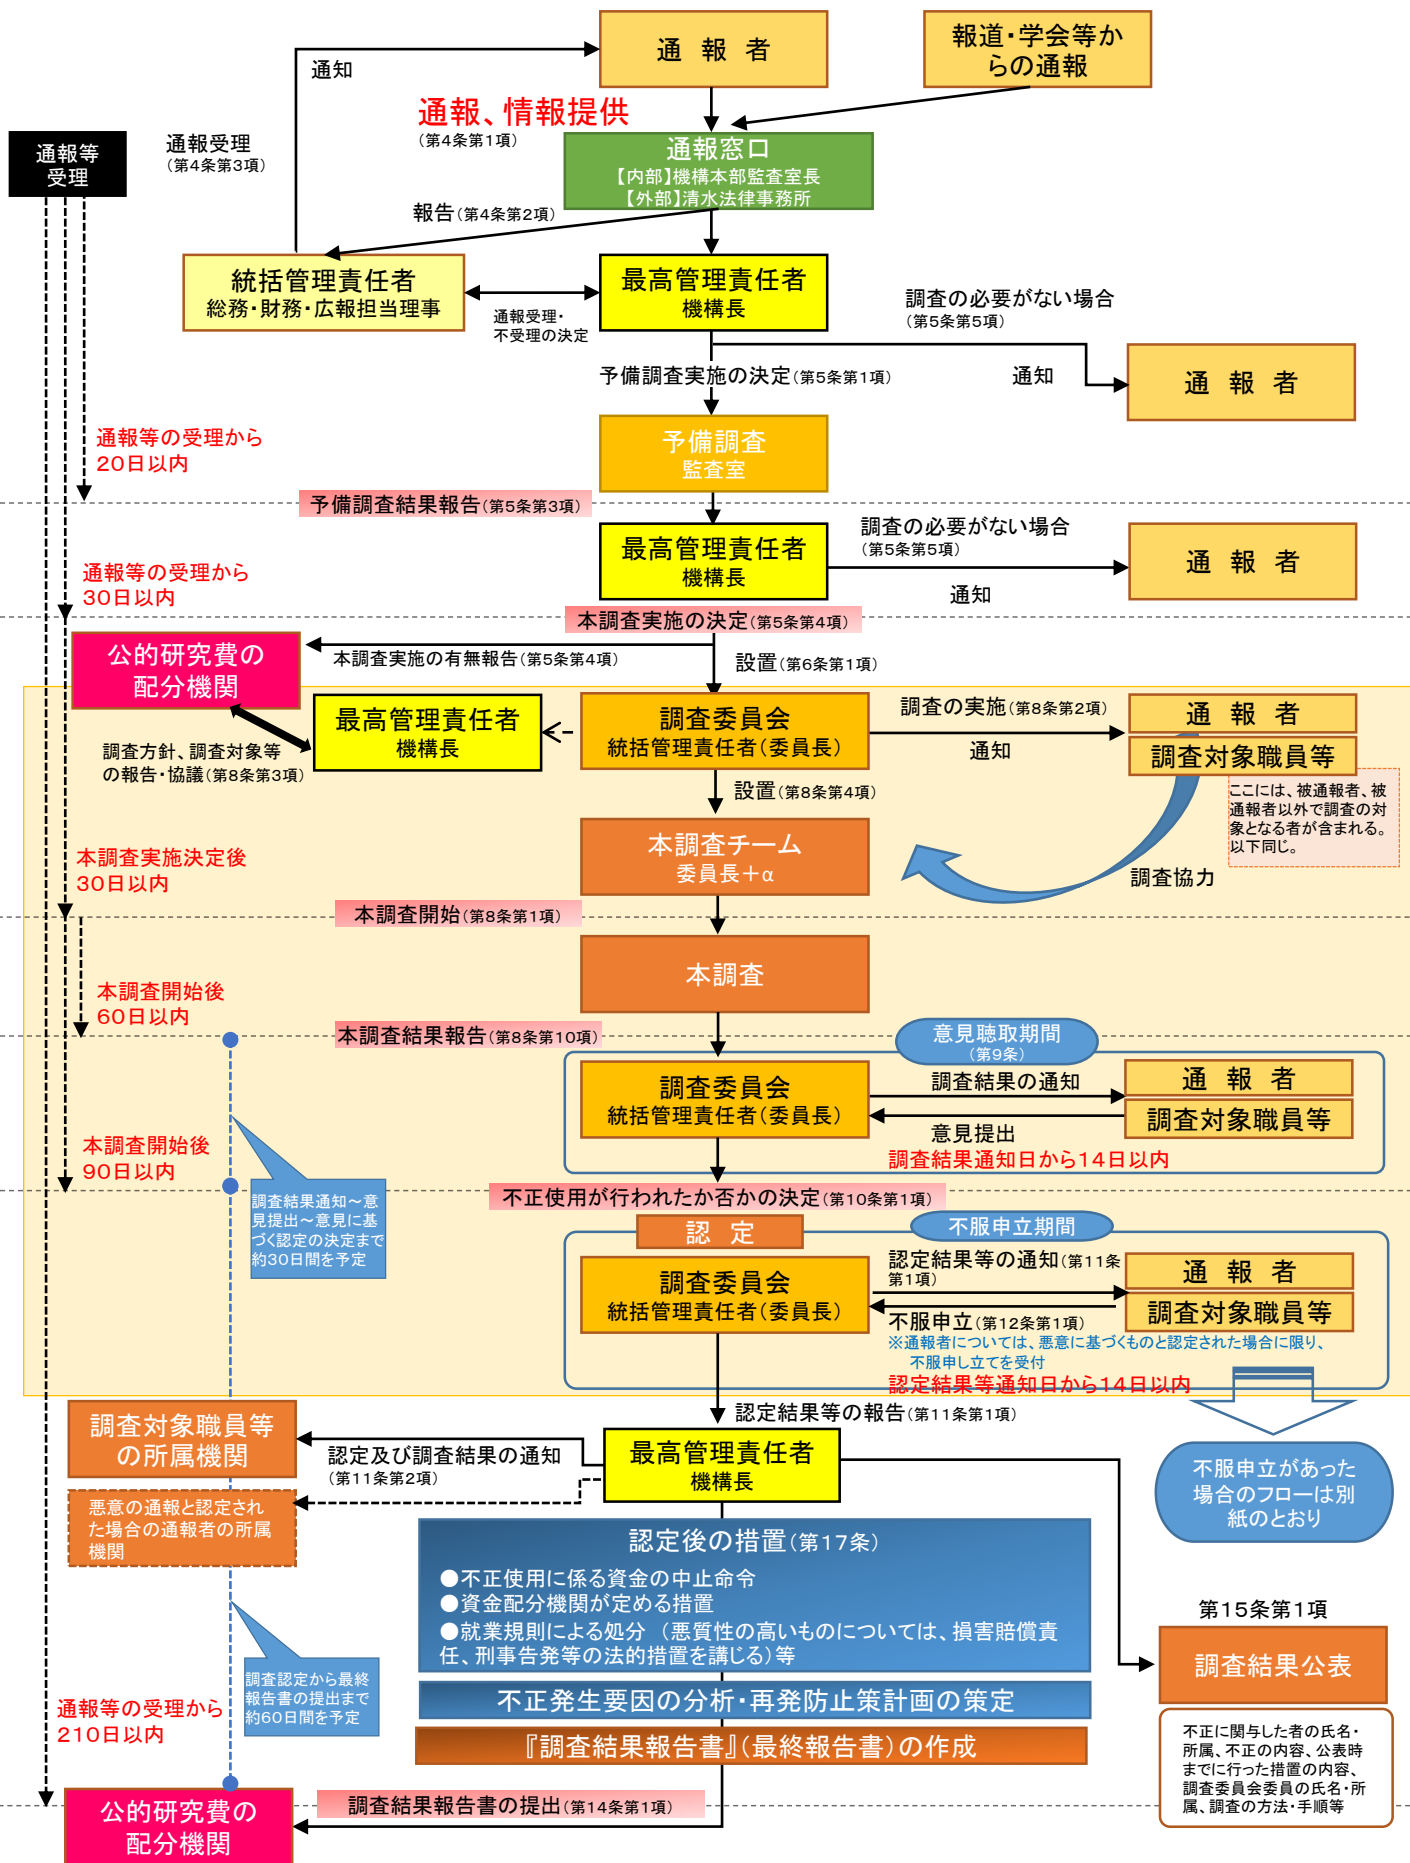 通 報 者
報道・学会等か
らの通報
通知
通報、情報提供
(第4条第1項)
通報等
受理
通報受理
(第4条第3項)
通報窓口
【内部】機構本部監査室長
【外部】清水法律事務所
報告(第4条第2項)
統括管理責任者
総務・財務・広報担当理事
最高管理責任者
機構長
通報受理・
不受理の決定
調査の必要がない場合
(第5条第5項)
予備調査実施の決定(第5条第1項)
通知
通 報 者
通報等の受理から
20日以内
予備調査
監査室
予備調査結果報告(第5条第3項)
最高管理責任者
機構長
調査の必要がない場合
(第5条第5項)
通知
通 報 者
通報等の受理から
30日以内
本調査実施の決定(第5条第4項)
公的研究費の
配分機関
本調査実施の有無報告(第5条第4項)
設置(第6条第1項)
最高管理責任者
機構長
調査委員会
統括管理責任者(委員長)
調査の実施(第8条第2項)
通知
通 報 者
調査対象職員等
調査方針、調査対象等
の報告・協議(第8条第3項)
設置(第8条第4項)
ここには、被通報者、被
通報者以外で調査の対
象となる者が含まれる。
以下同じ。
本調査チーム
委員長+α
調査協力
本調査実施決定後
30日以内
本調査開始(第8条第1項)
本調査
本調査開始後
60日以内
本調査結果報告(第8条第10項)
意見聴取期間
(第9条)
調査委員会
統括管理責任者(委員長)
調査結果の通知
通 報 者
調査対象職員等
意見提出
調査結果通知日から14日以内
本調査開始後
90日以内
調査結果通知~意
見提出~意見に基
づく認定の決定まで
約30日間を予定
不正使用が行われたか否かの決定(第10条第1項)
認 定
不服申立期間
調査委員会
統括管理責任者(委員長)
認定結果等の通知(第11条
第1項)
通 報 者
調査対象職員等
不服申立(第12条第1項)
※通報者については、悪意に基づくものと認定された場合に限り、
不服申し立てを受付
認定結果等通知日から14日以内
認定結果等の報告(第11条第1項)
調査対象職員等
の所属機関
認定及び調査結果の通知
(第11条第2項)
最高管理責任者
機構長
悪意の通報と認定され
た場合の通報者の所属
機関
不服申立があった
場合のフローは別
紙のとおり
認定後の措置(第17条)
●不正使用に係る資金の中止命令
●資金配分機関が定める措置
●就業規則による処分 (悪質性の高いものについては、損害賠償責
任、刑事告発等の法的措置を講じる)等
第15条第1項
調査結果公表
調査認定から最終
報告書の提出まで
約60日間を予定
不正発生要因の分析・再発防止策計画の策定
『調査結果報告書』(最終報告書)の作成
通報等の受理から
210日以内
不正に関与した者の氏名・
所属、不正の内容、公表時
までに行った措置の内容、
調査委員会委員の氏名・所
属、調査の方法・手順等
公的研究費の
配分機関
調査結果報告書の提出(第14条第1項)